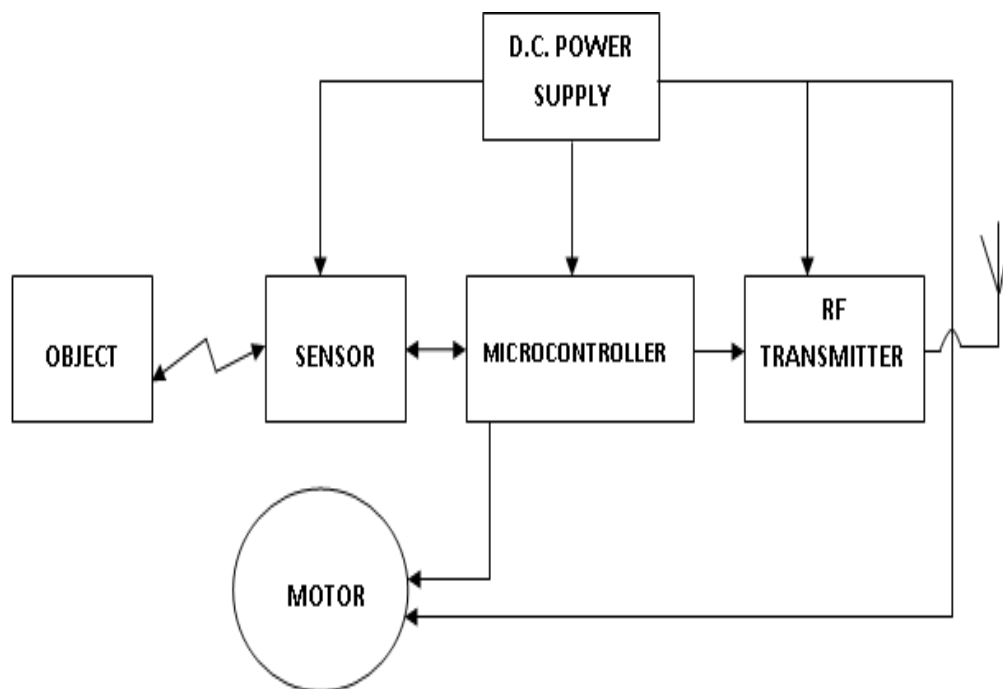 D.C. POWER
SUPPLY
OBJECT
SENSOR
MICROCONTROLLER
RF
TRANSMITTER
MOTOR